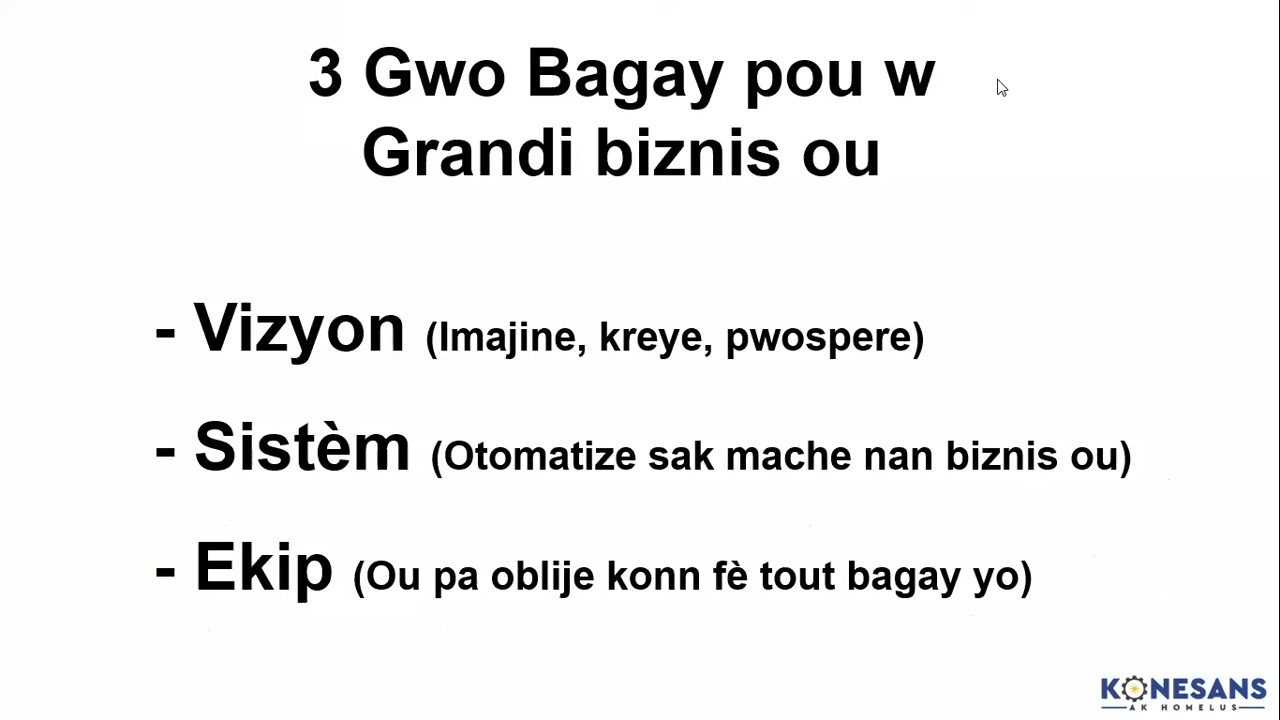 3 Gwo Bagay pou w
Grandi biznis ou
- Vizyon (Imajine, kreye, pwospere)
- Sistèm (Otomatize sak mache nan biznis ou)
- Ekip (Ou pa oblije konn fè tout bagay yo)
KONESANS
AK HOMELUS